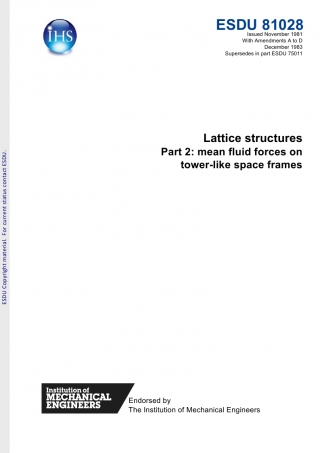 IHS
ESDU 81028
Issued November 1981
With Amendments A to D
December 1983
Supersedes in part ESDU 75011
Lattice structures
Part 2: mean fluid forces on
tower-like space frames
ESDU Copyright material. For current status contact ESDU.
Institution of
MECHANICAL
ENGINEERS
Endorsed by
The Institution of Mechanical Engineers